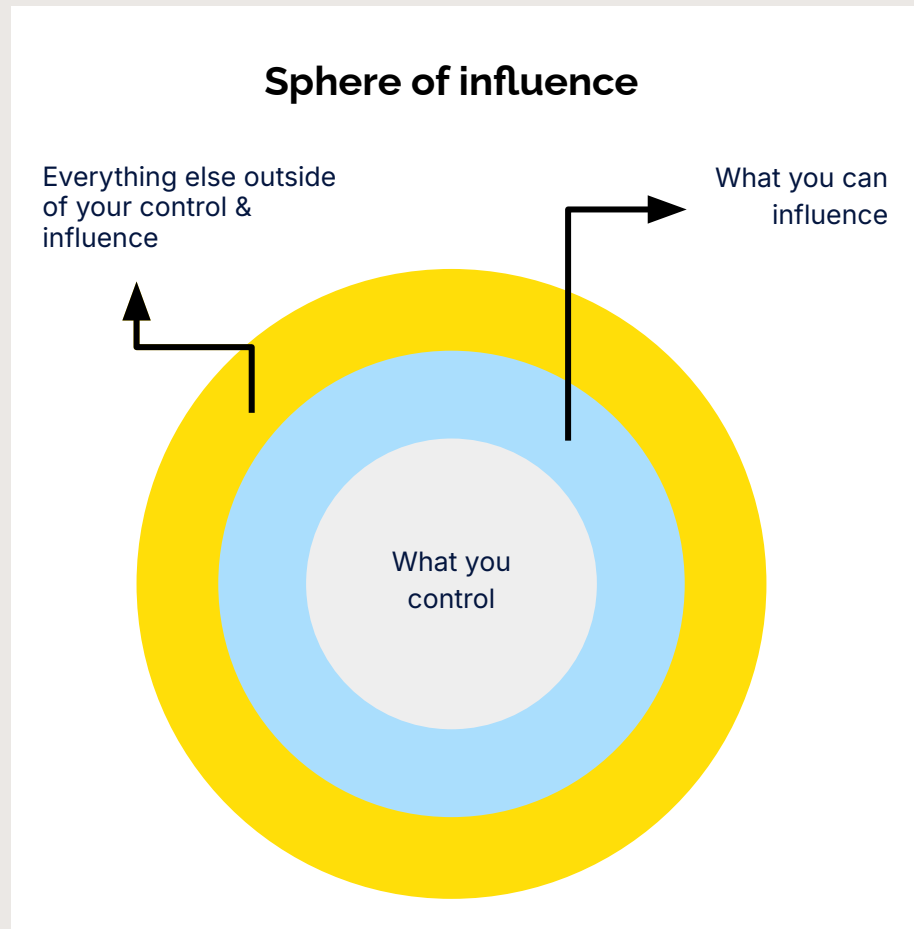 Sphere of influence
Everything else outside
of your control &
influence
What you can
influence
What you
control